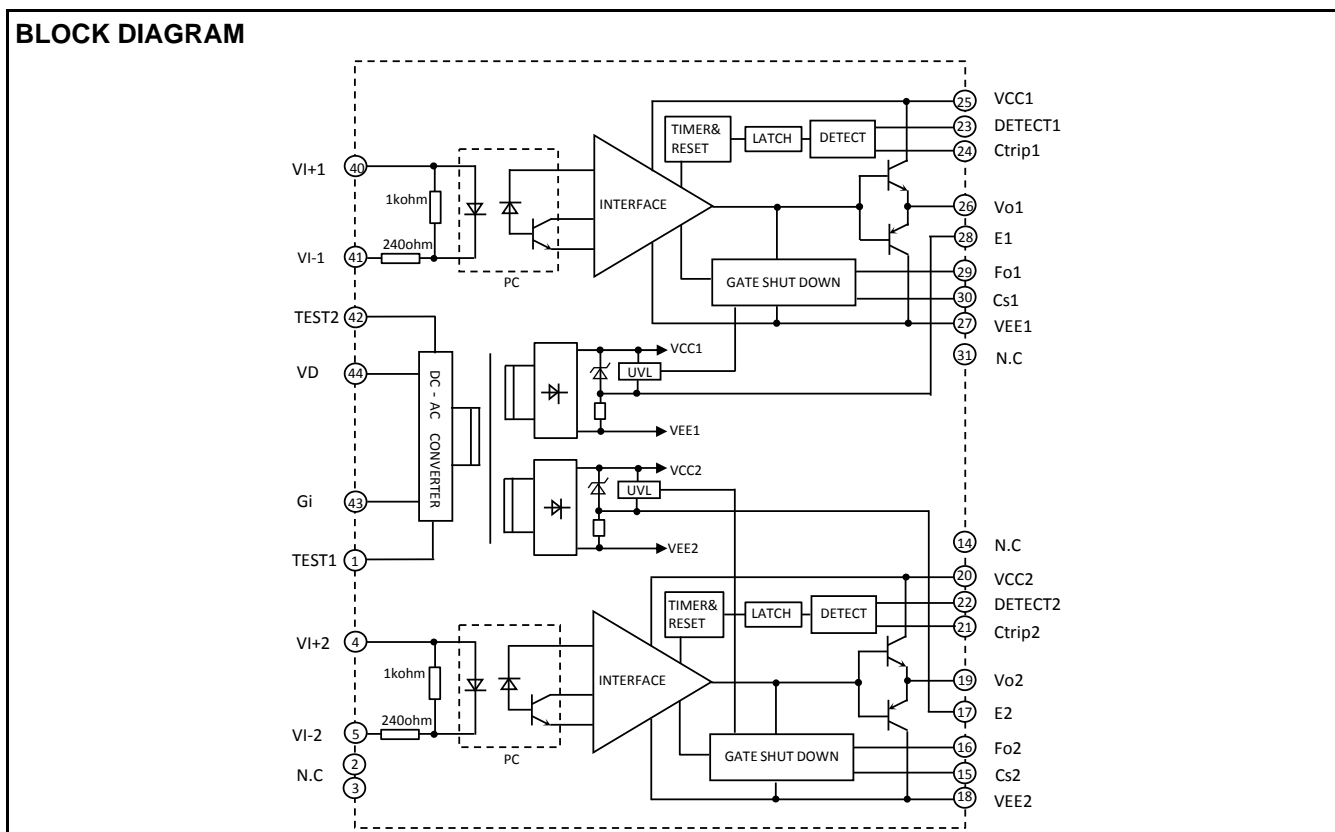 BLOCK DIAGRAM
VI+1
40
1kohm
240ohm
VI-1
41
PC
INTERFACE
TIMER&
RESET
LATCH
DETECT
GATE SHUT DOWN
25
VCC1
23
DETECT1
24
Ctrip1
26
Vo1
28
E1
29
Fo1
30
Cs1
27
VEE1
31
N.C
TEST2
42
VD
44
DC - AC CONVERTER
Gi
43
TEST1
1
VCC1
UVL
VEE1
VCC2
UVL
VEE2
14
N.C
VI+2
4
1kohm
240ohm
VI-2
5
N.C
2
3
PC
INTERFACE
TIMER&
RESET
LATCH
DETECT
GATE SHUT DOWN
20
VCC2
22
DETECT2
21
Ctrip2
19
Vo2
17
E2
16
Fo2
15
Cs2
18
VEE2